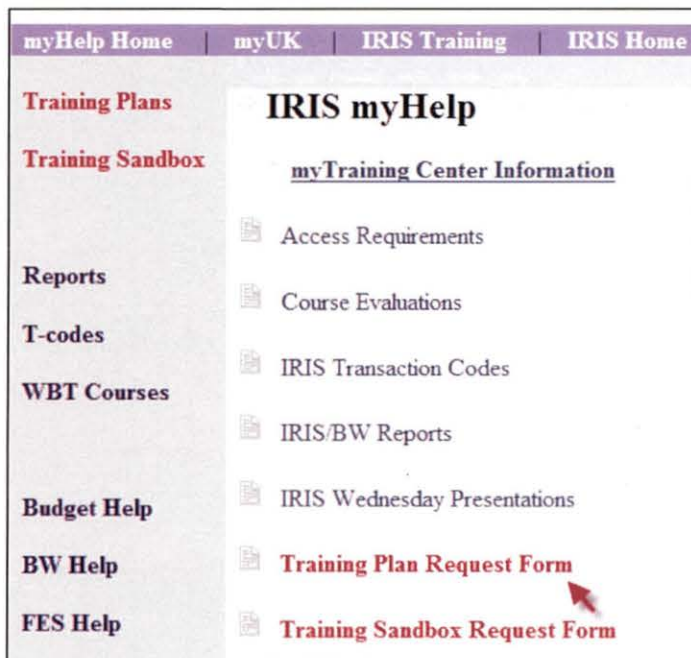 myHelp Home | myUK | IRIS Training | IRIS Home
Training Plans
Training Sandbox
Reports
T-codes
WBT Courses
Budget Help
BW Help
FES Help
IRIS myHelp
myTraining Center Information
Access Requirements
Course Evaluations
IRIS Transaction Codes
IRIS/BW Reports
IRIS Wednesday Presentations
Training Plan Request Form
Training Sandbox Request Form